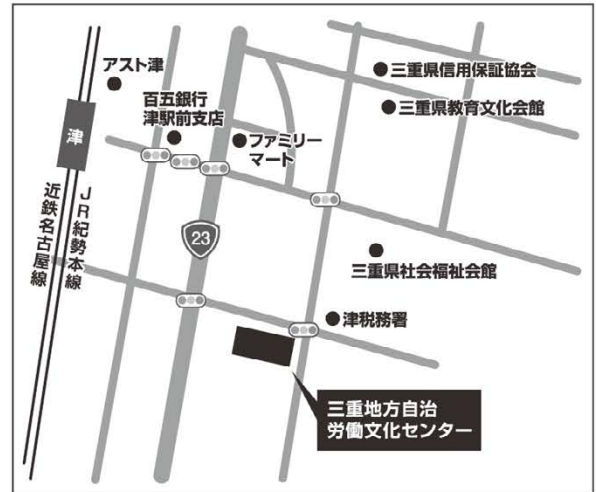 アスト津
百五銀行
津駅前支店
ファミリー
マート
三重県信用保証協会
三重県教育文化会館
津
JR紀勢本線
近鉄名古屋線
23
三重県社会福祉会館
津税務署
三重地方自治
労働文化センター